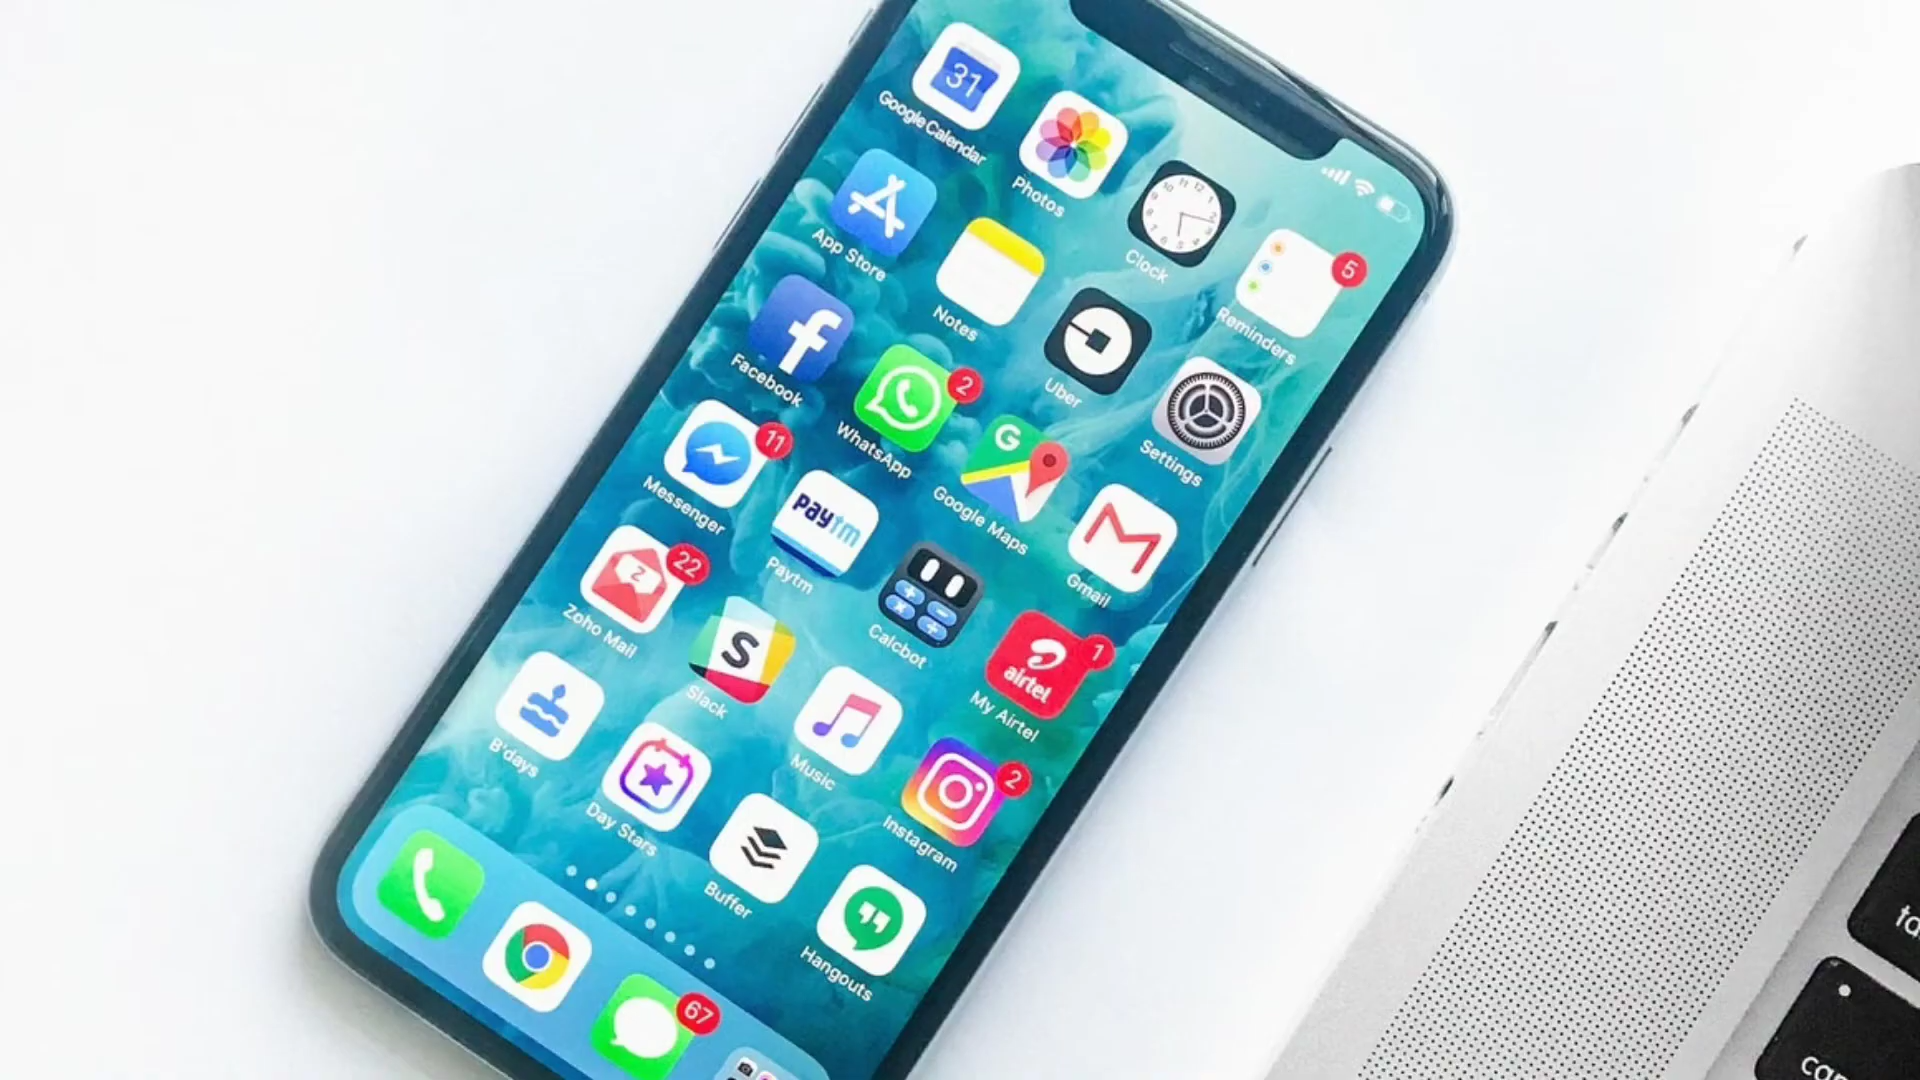 31
Google Calendar
Photos
Clock
5
Reminders
App Store
Notes
Uber
Settings
Facebook
2
WhatsApp
G
Google Maps
Gmail
11
Messenger
Paytm
Paytm
Calcbot
airtel
1
My Airtel
22
Z
Zoho Mail
S
Slack
Music
2
Instagram
B'days
Day Stars
Buffer
Hangouts
67
ta
cap